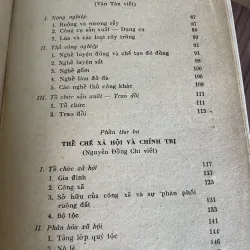 (Văn Tân viết)
I. Nông nghiệp 87
1. Ruộng và nương rẫy 87
2. Công cụ sản xuất — Dụng cụ
3. Lúa và các loại cây trồng
II. Thủ công nghiệp
1. Nghề luyện đồng và chế tạo đồ đồng
2. Nghề luyện sắt
3. Nghề gốm
4. Nghề làm đồ đá
5. Các nghề thủ công khác
III. Tổ chức sản xuất — Trao đổi
1. Tổ chức
2. Trao đổi 113
Phần thứ ba
THỂ CHẾ XÃ HỘI VÀ CHÍNH TRỊ
(Nguyễn Đổng Chi viết)
I. Tổ chức xã hội 117
1. Gia đình 117
2. Công xã 123
3. Sở hữu của công xã và sự phân phối
ruộng đất
4. Bộ tộc
II. Phân hóa xã hội
1. Tầng lớp quý tộc
2. Nô lệ